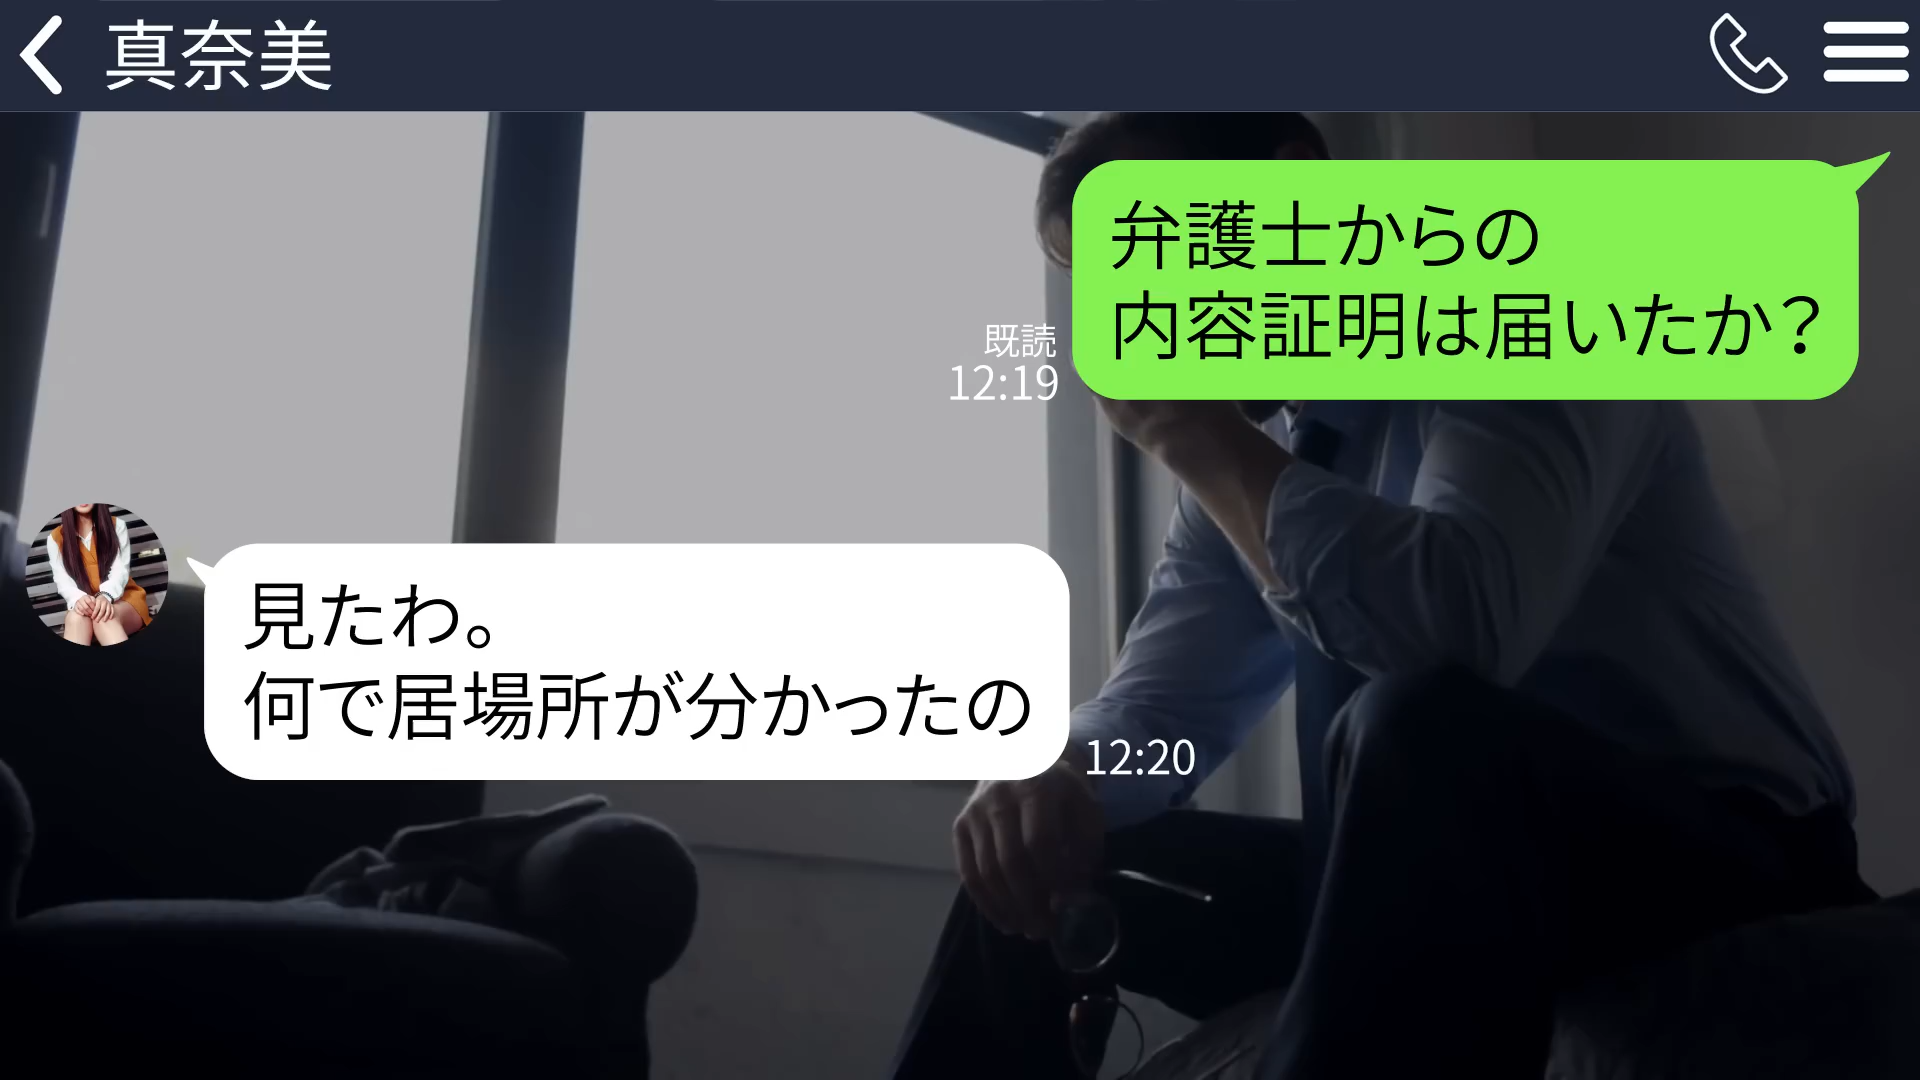 真奈美
弁護士からの
内容証明は届いたか？
既読
12:19
見たわ。
何で居場所が分かったの
12:20